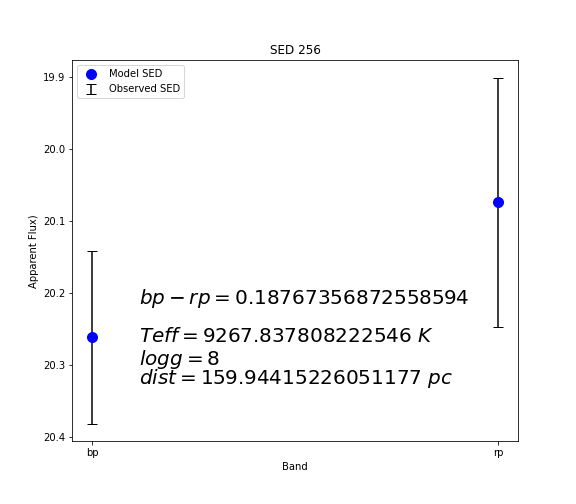 SED 256
Model SED
Observed SED
19.9
20.0
20.1
20.2
20.3
20.4
Apparent Flux)
bp − rp = 0.18767356872558594
Teff = 9267.837808222546 K
logg = 8
dist = 159.94415226051177 pc
bp
rp
Band